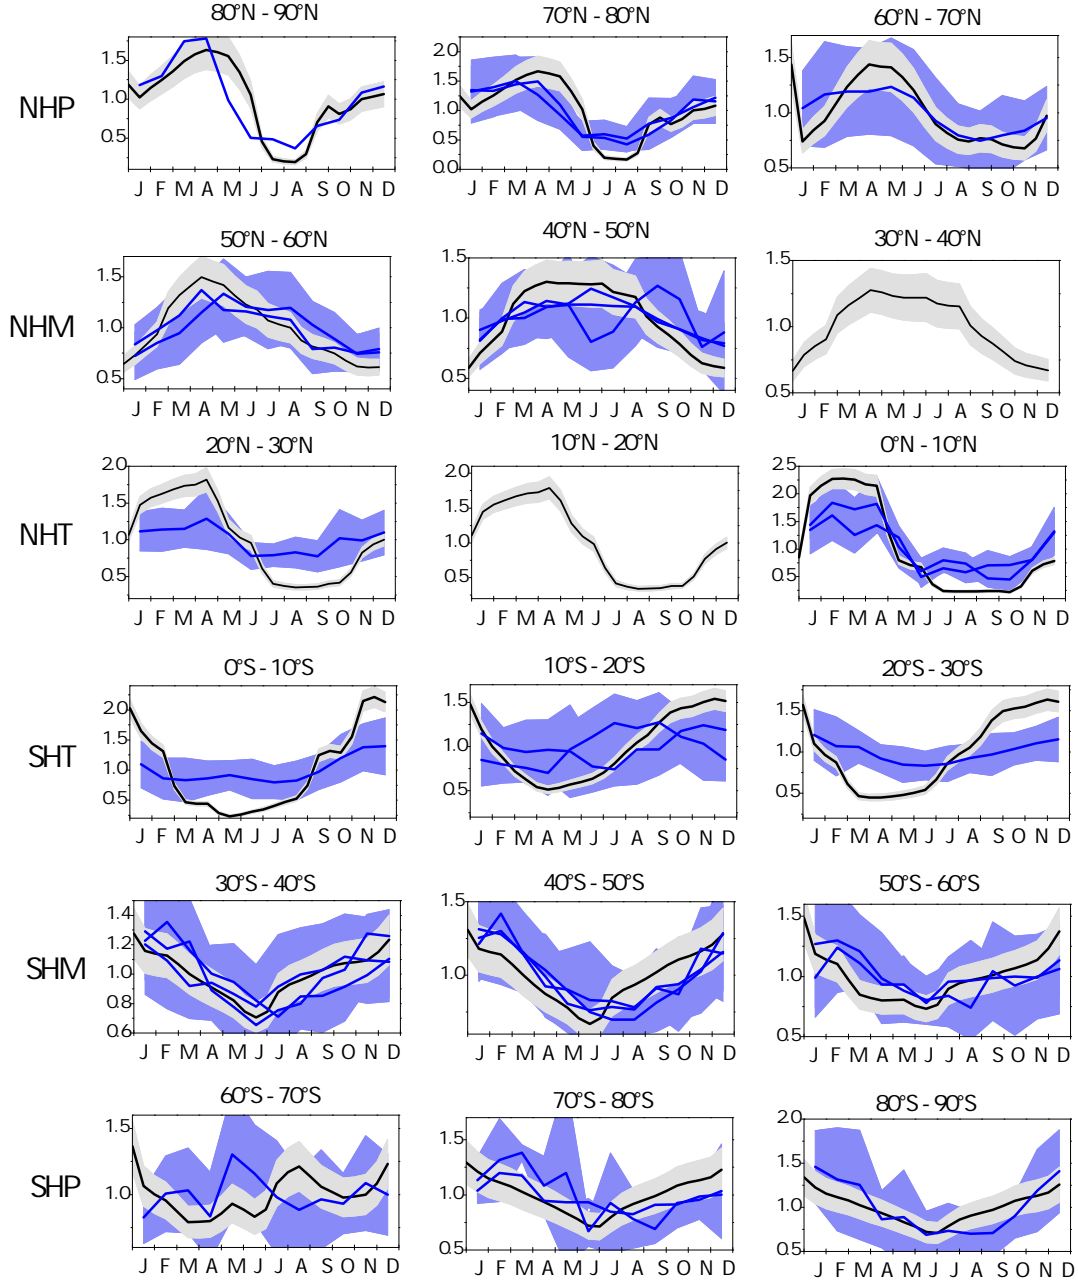 80°N - 90°N 70°N - 80°N 60°N - 70°N
NHP
1.5 1.0 0.5
2.0 1.5 1.0 0.5 0.0
1.5 1.0 0.5
J F M A M J J A S O N D J F M A M J J A S O N D J F M A M J J A S O N D
50°N - 60°N 40°N - 50°N 30°N - 40°N
NHM
1.5 1.0 0.5
1.5 1.0 0.5
1.5 1.0 0.5
J F M A M J J A S O N D J F M A M J J A S O N D J F M A M J J A S O N D
20°N - 30°N 10°N - 20°N 0°N - 10°N
NHT
2.0 1.5 1.0 0.5
2.0 1.5 1.0 0.5
2.5 2.0 1.5 1.0 0.5
J F M A M J J A S O N D J F M A M J J A S O N D J F M A M J J A S O N D
0°S - 10°S 10°S - 20°S 20°S - 30°S
SHT
2.0 1.5 1.0 0.5
1.5 1.0 0.5
1.5 1.0 0.5
J F M A M J J A S O N D J F M A M J J A S O N D J F M A M J J A S O N D
30°S - 40°S 40°S - 50°S 50°S - 60°S
SHM
1.4 1.2 1.0 0.8 0.6
1.5 1.0
1.5 1.0 0.5
J F M A M J J A S O N D J F M A M J J A S O N D J F M A M J J A S O N D
60°S - 70°S 70°S - 80°S 80°S - 90°S
SHP
1.5 1.0
1.5 1.0 0.5
2.0 1.5 1.0 0.5
J F M A M J J A S O N D J F M A M J J A S O N D J F M A M J J A S O N D